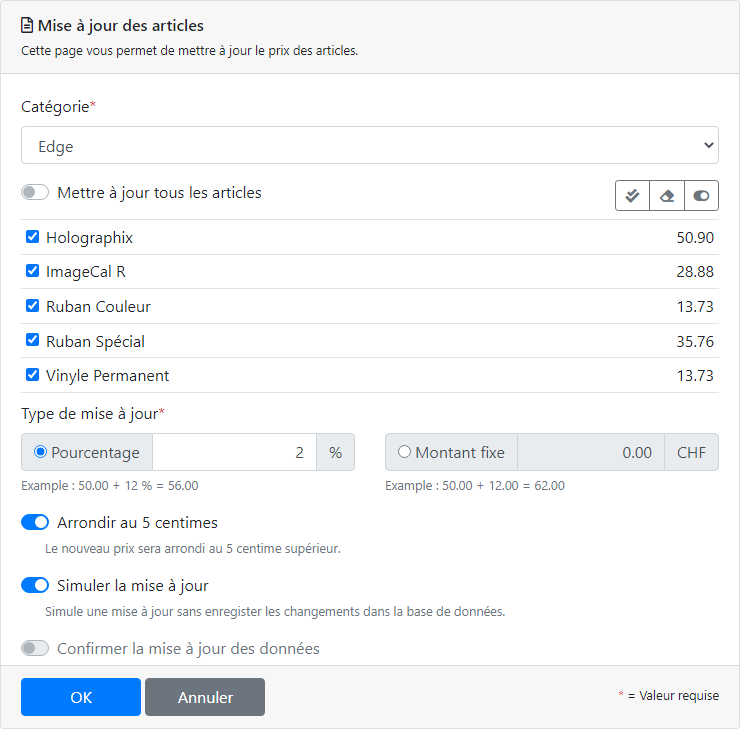 Mise à jour des articles
Cette page vous permet de mettre à jour le prix des articles.
Catégorie*
Edge
Mettre à jour tous les articles
Holographix 50.90
ImageCal R 28.88
Ruban Couleur 13.73
Ruban Spécial 35.76
Vinyle Permanent 13.73
Type de mise à jour*
Pourcentage 2 % Montant fixe 0.00 CHF
Example : 50.00 + 12 % = 56.00 Example : 50.00 + 12.00 = 62.00
Arrondir au 5 centimes
Le nouveau prix sera arrondi au 5 centime supérieur.
Simuler la mise à jour
Simule une mise à jour sans enregister les changements dans la base de données.
Confirmer la mise à jour des données
OK Annuler * = Valeur requise